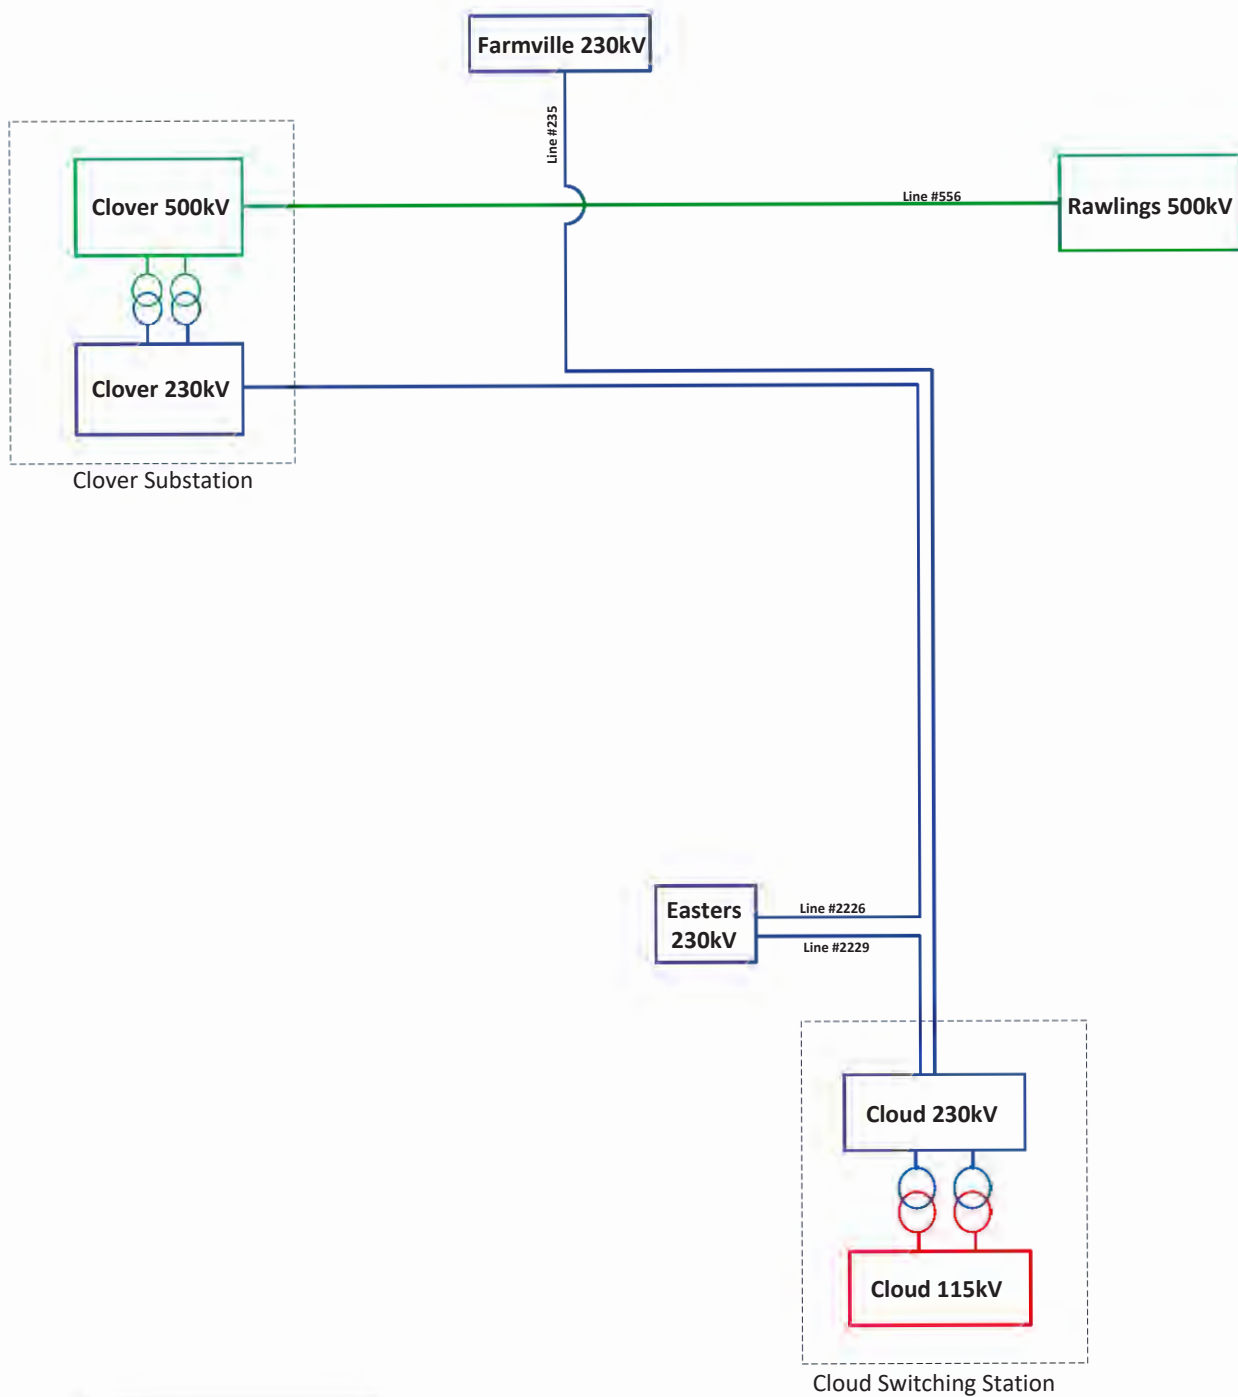 Farmville 230kV
Line #235
Clover 500kV
Line #556
Rawlings 500kV
Clover 230kV
Clover Substation
Easters
230kV
Line #2226
Line #2229
Cloud 230kV
Cloud 115kV
Cloud Switching Station